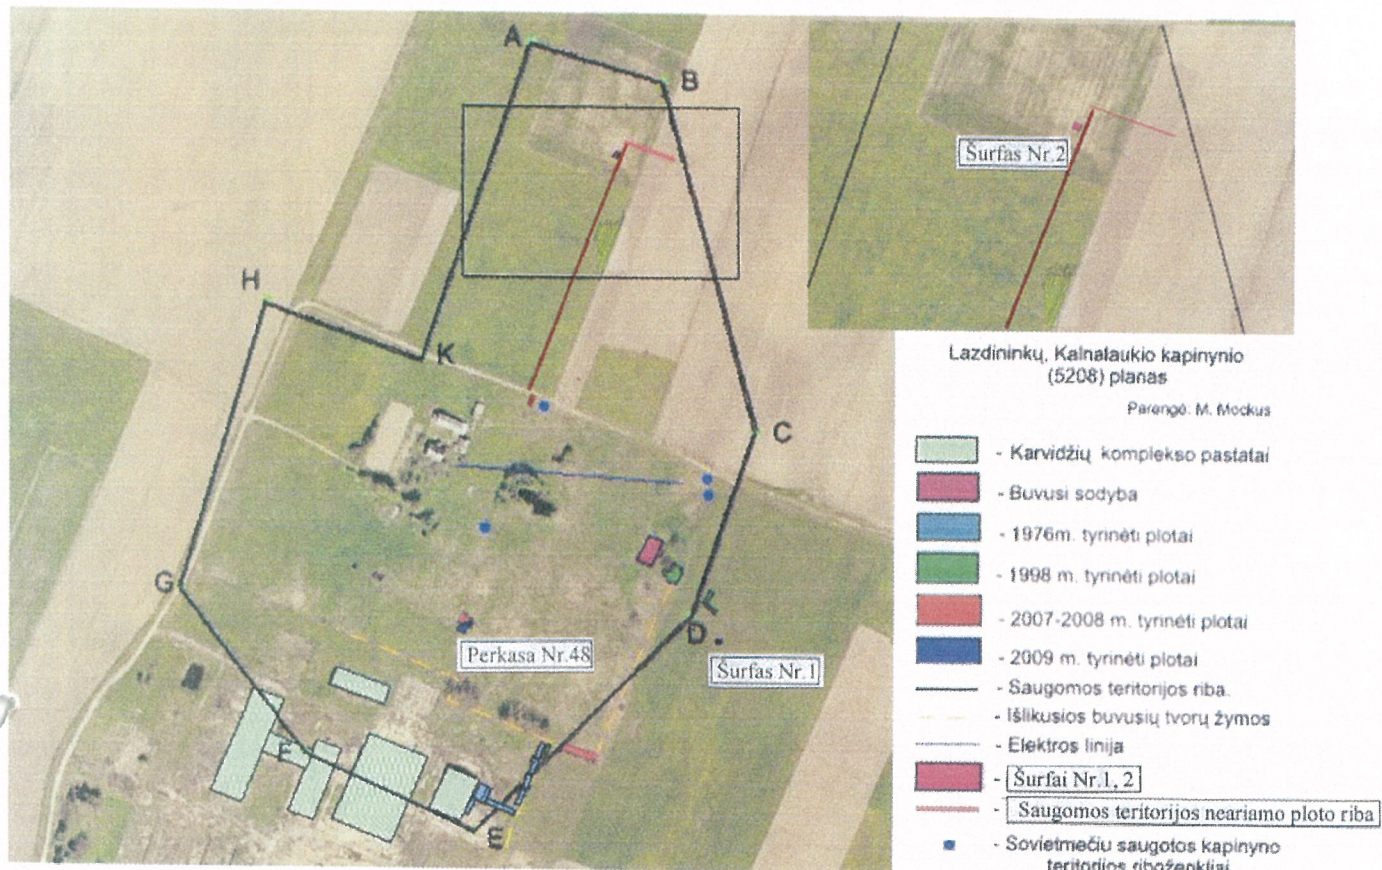 A
B
Šurfas Nr.2
H
K
C
G
D.
Perkasa Nr.48
Šurfas Nr.1
F
E
Lazdininkų, Kalnalaukio kapinynio
(5208) planas
Parengė: M. Mockus
- Karvidžių komplekso pastatai
- Buvusi sodyba
- 1976m. tyrinėti plotai
- 1998 m. tyrinėti plotai
- 2007-2008 m. tyrinėti plotai
- 2009 m. tyrinėti plotai
- Saugomos teritorijos riba.
- Išlikusios buvusių tvorų žymos
- Elektros linija
- Šurfai Nr.1, 2
- Saugomos teritorijos neariamo ploto riba
- Sovietmečiu saugotos kapinyno
teritorijos riboženkliai